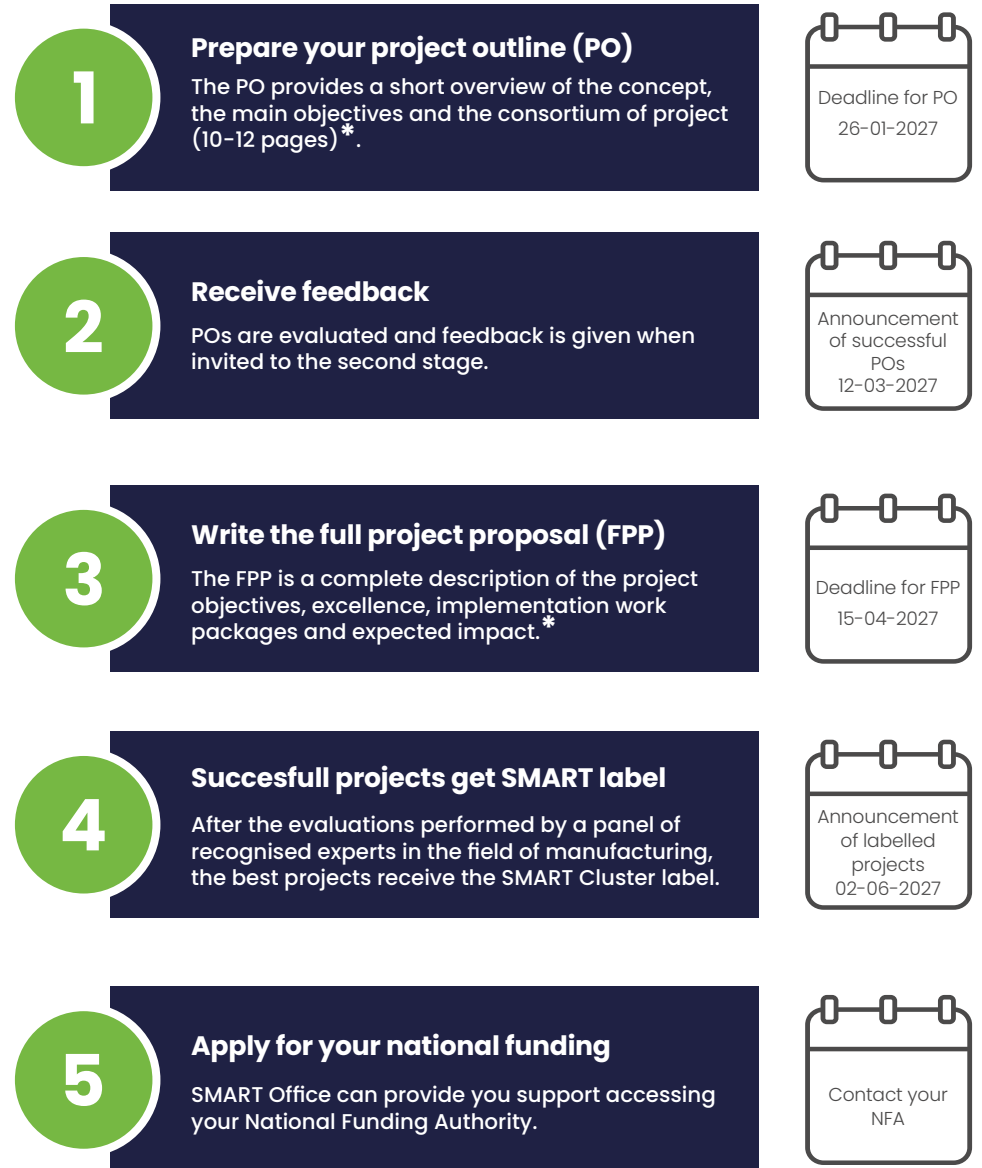 1
Prepare your project outline (PO)
The PO provides a short overview of the concept,
the main objectives and the consortium of project
(10-12 pages)*.
Deadline for PO
26-01-2027
2
Receive feedback
POs are evaluated and feedback is given when
invited to the second stage.
Announcement
of successful
POs
12-03-2027
3
Write the full project proposal (FPP)
The FPP is a complete description of the project
objectives, excellence, implementation work
packages and expected impact.*
Deadline for FPP
15-04-2027
4
Succesfull projects get SMART label
After the evaluations performed by a panel of
recognised experts in the field of manufacturing,
the best projects receive the SMART Cluster label.
Announcement
of labelled
projects
02-06-2027
5
Apply for your national funding
SMART Office can provide you support accessing
your National Funding Authority.
Contact your
NFA